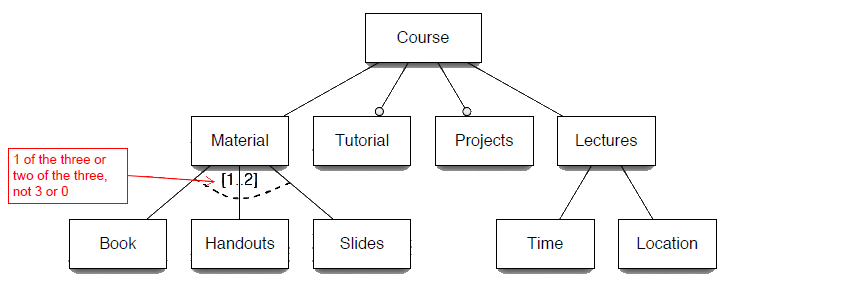 Course
Material
Tutorial
Projects
Lectures
1 of the three or
two of the three,
not 3 or 0
[1..2]
Book
Handouts
Slides
Time
Location